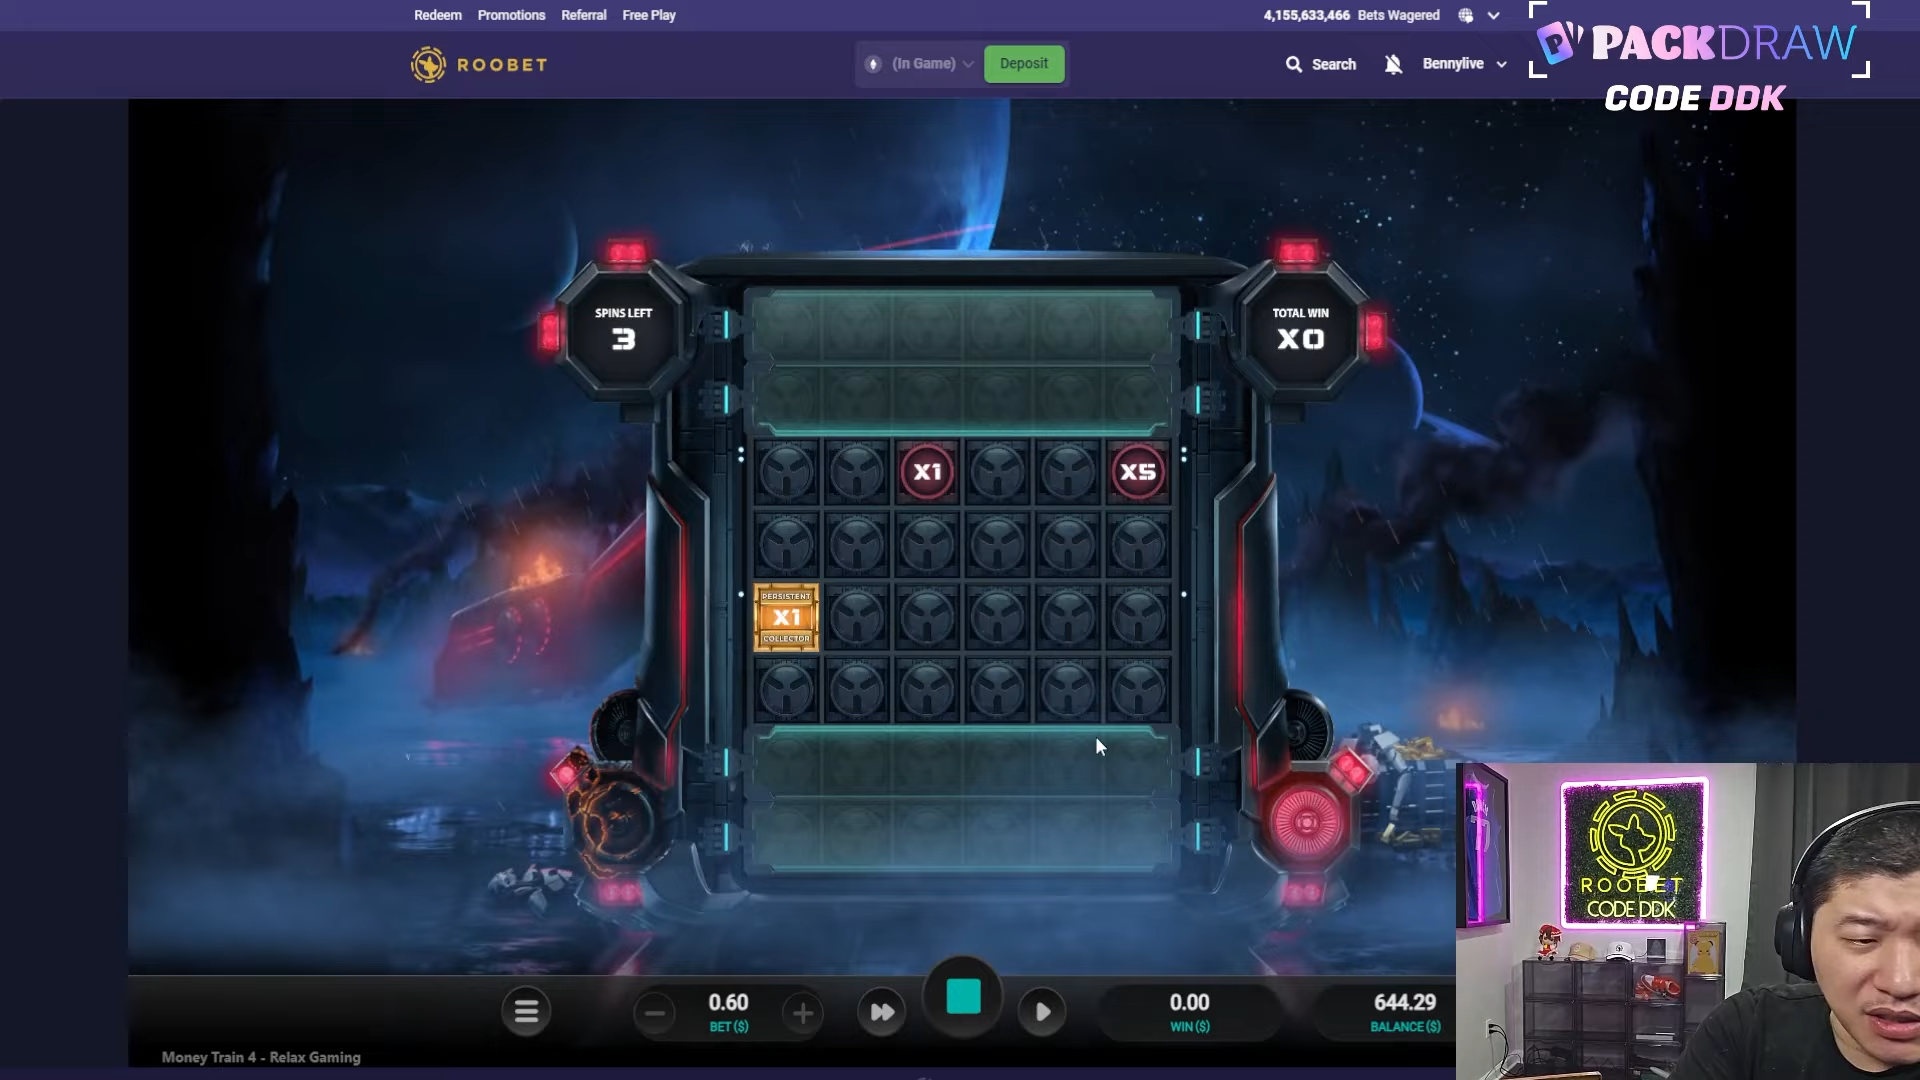 Redeem Promotions Referral Free Play
4,155,633,466 Bets Wagered
ROOBET
(In Game)
Deposit
Search
Bennylive
PACKDRAW
CODE DDK
SPINS LEFT
3
TOTAL WIN
X0
X1
X5
PERSISTENT
X1
COLLECTOR
ROOBET
CODE DDK
0.60
BET($)
0.00
WIN($)
644.29
BALANCE($)
Money Train 4 - Relax Gaming